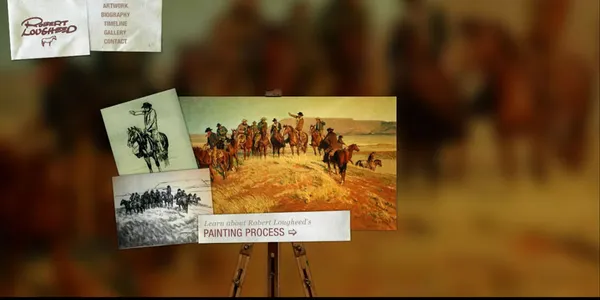 Robert
Lougheed
ARTWORK
BIOGRAPHY
TIMELINE
GALLERY
CONTACT
Learn about Robert Lougheed's
PAINTING PROCESS ⇨